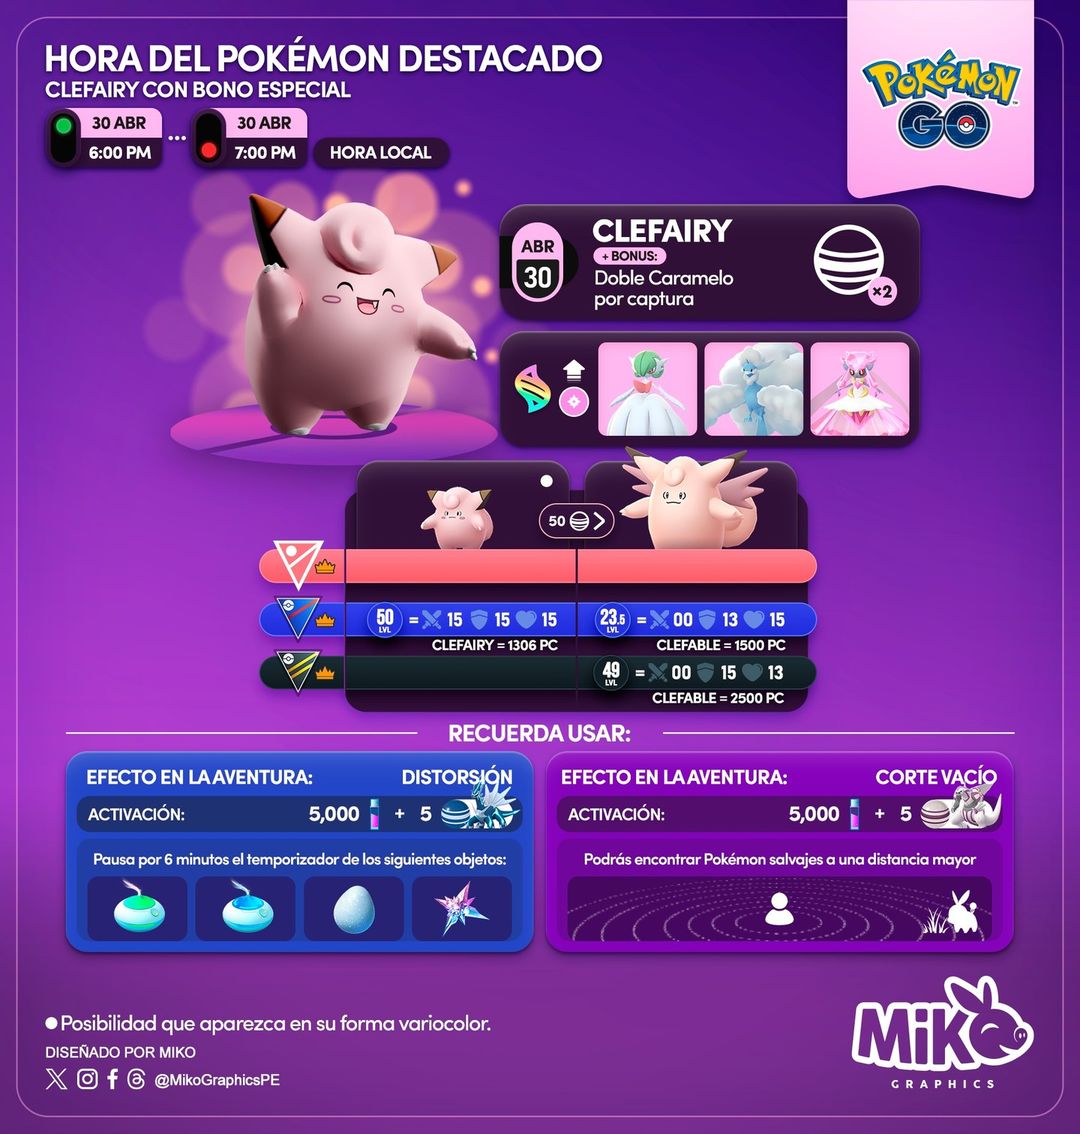 HORA DEL POKÉMON DESTACADO
CLEFAIRY CON BONO ESPECIAL
30 ABR
6:00 PM
...
30 ABR
7:00 PM
HORA LOCAL
POKÉMON
GO
ABR
30
CLEFAIRY
+ BONUS:
Doble Caramelo
por captura
×2
50
50 LVL = 15 15 15
CLEFAIRY = 1306 PC
23.5 LVL = 00 13 15
CLEFABLE = 1500 PC
49 LVL = 00 15 13
CLEFABLE = 2500 PC
RECUERDA USAR:
EFECTO EN LA AVENTURA: DISTORSIÓN
ACTIVACIÓN: 5,000 + 5
Pausa por 6 minutos el temporizador de los siguientes objetos:
EFECTO EN LA AVENTURA: CORTE VACÍO
ACTIVACIÓN: 5,000 + 5
Podrás encontrar Pokémon salvajes a una distancia mayor
Posibilidad que aparezca en su forma variocolor.
DISEÑADO POR MIKO
@MikoGraphicsPE
MiKO
GRAPHICS